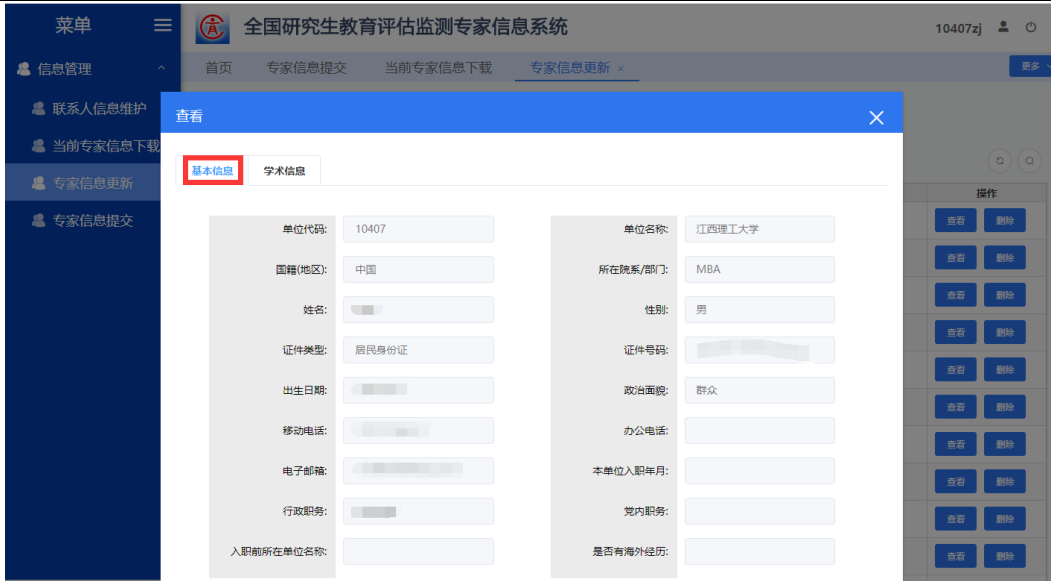 菜单
全国研究生教育评估监测专家信息系统
10407zj
信息管理
首页 专家信息提交 当前专家信息下载 专家信息更新 ×
更多
联系人信息维护
当前专家信息下载
专家信息更新
专家信息提交
查看
基本信息 学术信息
操作
单位代码: 10407 单位名称: 江西理工大学
查看 删除
国籍(地区): 中国 所在院系/部门: MBA
查看 删除
姓名: 性别: 男
查看 删除
证件类型: 居民身份证 证件号码:
查看 删除
出生日期: 政治面貌: 群众
查看 删除
移动电话: 办公电话:
查看 删除
电子邮箱: 本单位入职年月:
查看 删除
行政职务: 党内职务:
查看 删除
入职前所在单位名称: 是否有海外经历:
查看 删除
查看 删除